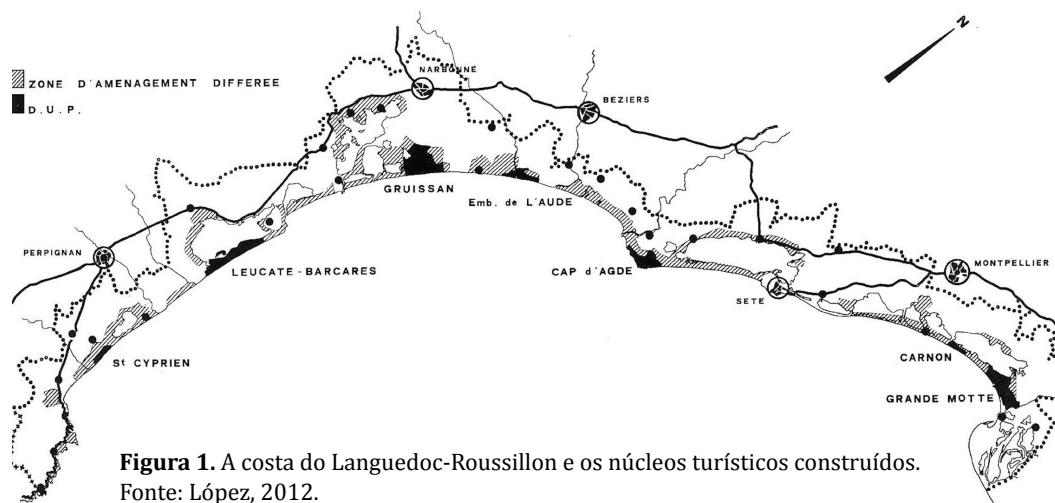 N
ZONE D'AMENAGEMENT DIFFEREE
D.U.P.
NARBONNE
BEZIERS
GRUISSAN
Emb. de L'AUDE
PERPIGNAN
LEUCATE-BARCARES
CAP d'AGDE
MONTPELLIER
SETE
St CYPRIEN
CARNON
GRANDE MOTTE
Figura 1. A costa do Languedoc-Roussillon e os núcleos turísticos construídos.
Fonte: López, 2012.